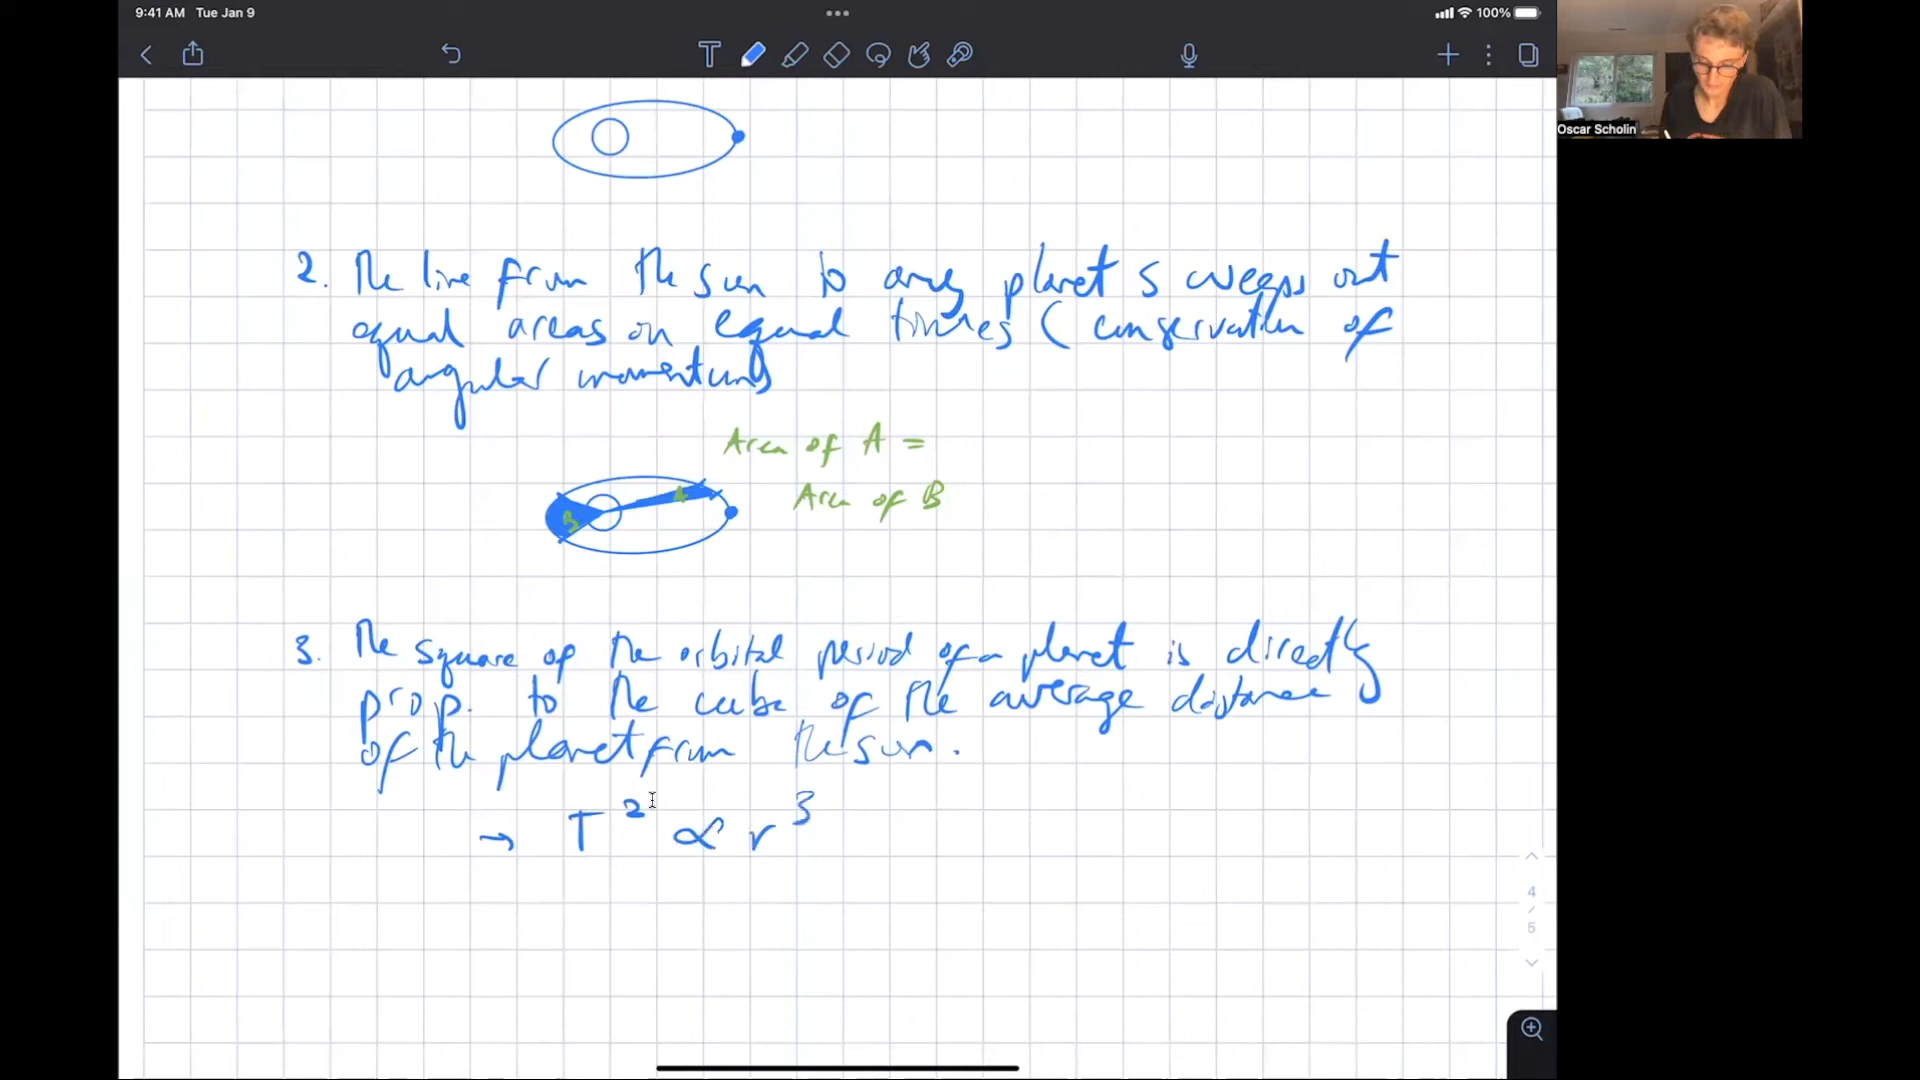 9:41 AM Tue Jan 9
100%
Oscar Scholin
2. The line from the sun to any planet sweeps out
equal areas in equal times (conservation of
angular momentum)
Area of A =
Area of B
A
B
3. The square of the orbital period of a planet is directly
prop. to the cube of the average distance
of the planet from the sun.
→ T² ∝ r³
4
/
5